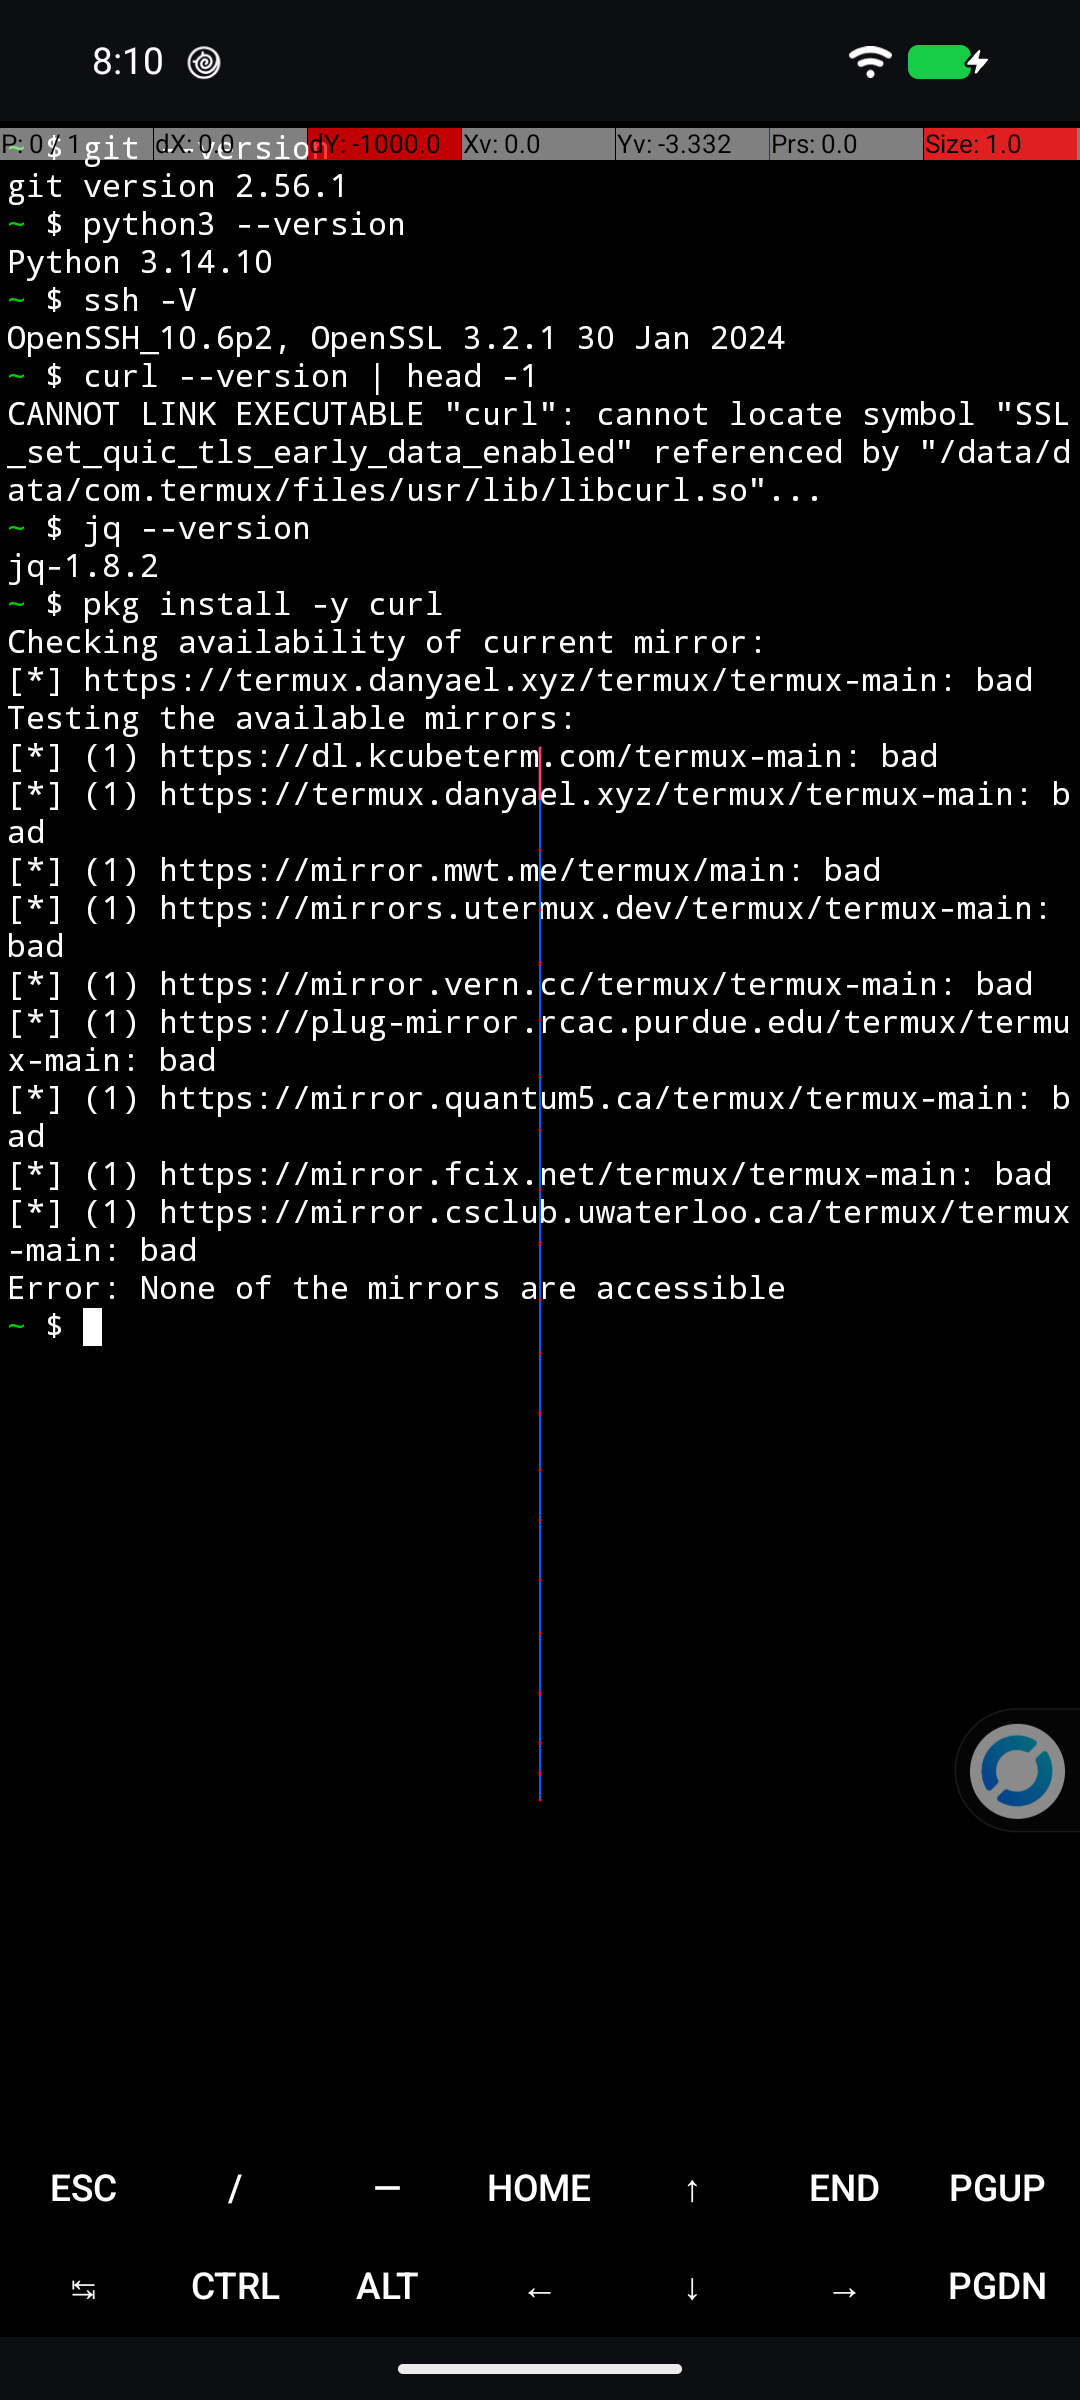 8:10
P: 0 / 1 dX: 0.0 dY: -1000.0 Xv: 0.0 Yv: -3.332 Prs: 0.0 Size: 1.0
~ $ git --version
git version 2.56.1
~ $ python3 --version
Python 3.14.10
~ $ ssh -V
OpenSSH_10.6p2, OpenSSL 3.2.1 30 Jan 2024
~ $ curl --version | head -1
CANNOT LINK EXECUTABLE "curl": cannot locate symbol "SSL
_set_quic_tls_early_data_enabled" referenced by "/data/d
ata/com.termux/files/usr/lib/libcurl.so"...
~ $ jq --version
jq-1.8.2
~ $ pkg install -y curl
Checking availability of current mirror:
[*] https://termux.danyael.xyz/termux/termux-main: bad
Testing the available mirrors:
[*] (1) https://dl.kcubeterm.com/termux-main: bad
[*] (1) https://termux.danyael.xyz/termux/termux-main: b
ad
[*] (1) https://mirror.mwt.me/termux/main: bad
[*] (1) https://mirrors.utermux.dev/termux/termux-main:
bad
[*] (1) https://mirror.vern.cc/termux/termux-main: bad
[*] (1) https://plug-mirror.rcac.purdue.edu/termux/termu
x-main: bad
[*] (1) https://mirror.quantum5.ca/termux/termux-main: b
ad
[*] (1) https://mirror.fcix.net/termux/termux-main: bad
[*] (1) https://mirror.csclub.uwaterloo.ca/termux/termux
-main: bad
Error: None of the mirrors are accessible
~ $
ESC / — HOME ↑ END PGUP
↹ CTRL ALT ← ↓ → PGDN